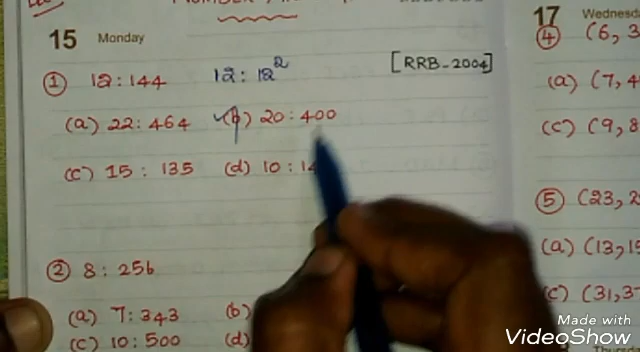 17 Wednesda
15 Monday
① 12 : 144 12 : 12² [RRB-2004]
(a) 22 : 464 (b) 20 : 400
(c) 15 : 135 (d) 10 : 14
② 8 : 256
(a) 7 : 343 (b)
(c) 10 : 500 (d)
④ (6, 3
(a) (7, 4
(c) (9, 8
⑤ (23, 2
(a) (13, 15
(c) (31, 3
Made with
VideoShow